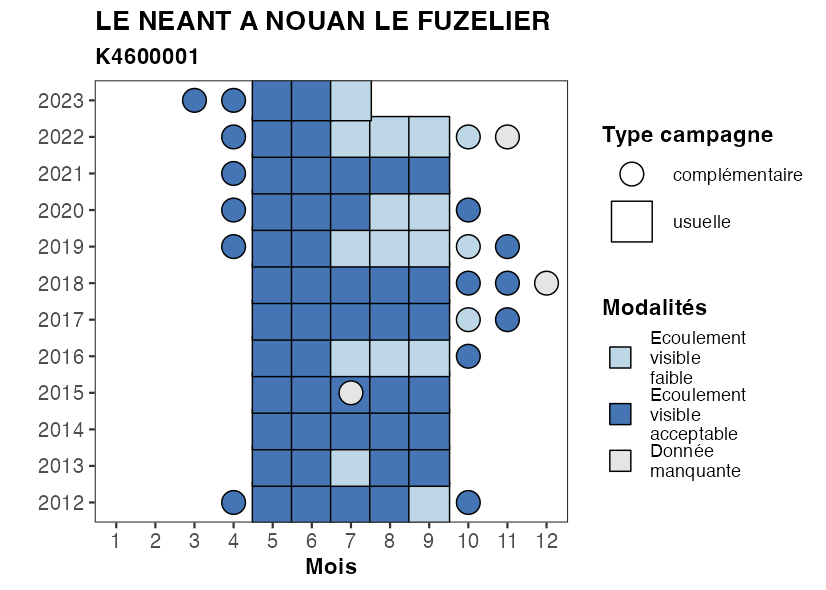 LE NEANT A NOUAN LE FUZELIER
K4600001
2023
2022
2021
2020
2019
2018
2017
2016
2015
2014
2013
2012
1 2 3 4 5 6 7 8 9 10 11 12
Mois
Type campagne
complémentaire
usuelle
Modalités
Ecoulement
visible
faible
Ecoulement
visible
acceptable
Donnée
manquante